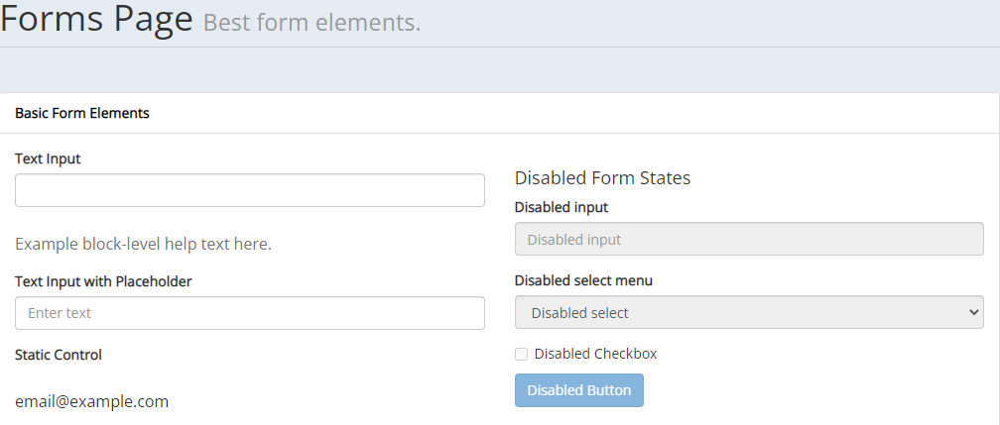 Forms Page Best form elements.
Basic Form Elements
Text Input
Example block-level help text here.
Text Input with Placeholder
Enter text
Static Control
email@example.com
Disabled Form States
Disabled input
Disabled input
Disabled select menu
Disabled select
Disabled Checkbox
Disabled Button